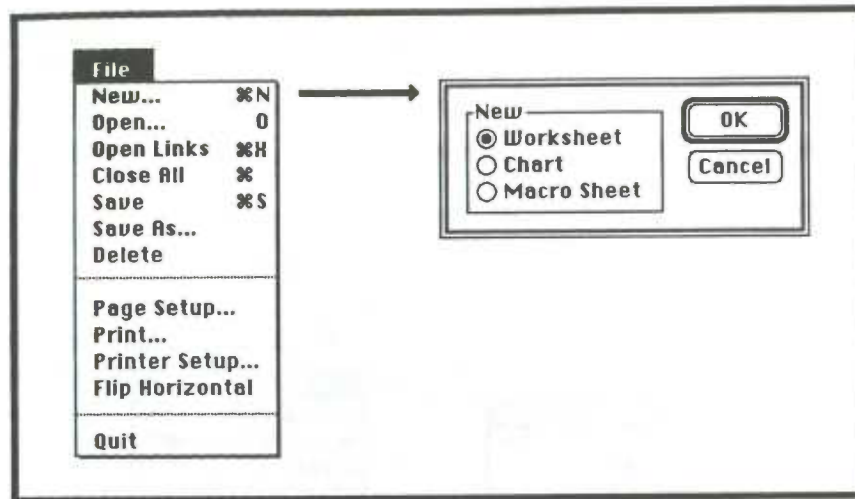 File
New... ⌘N
Open... O
Open Links ⌘H
Close All ⌘
Save ⌘S
Save As...
Delete
Page Setup...
Print...
Printer Setup...
Flip Horizontal
Quit
New
Worksheet
Chart
Macro Sheet
OK
Cancel